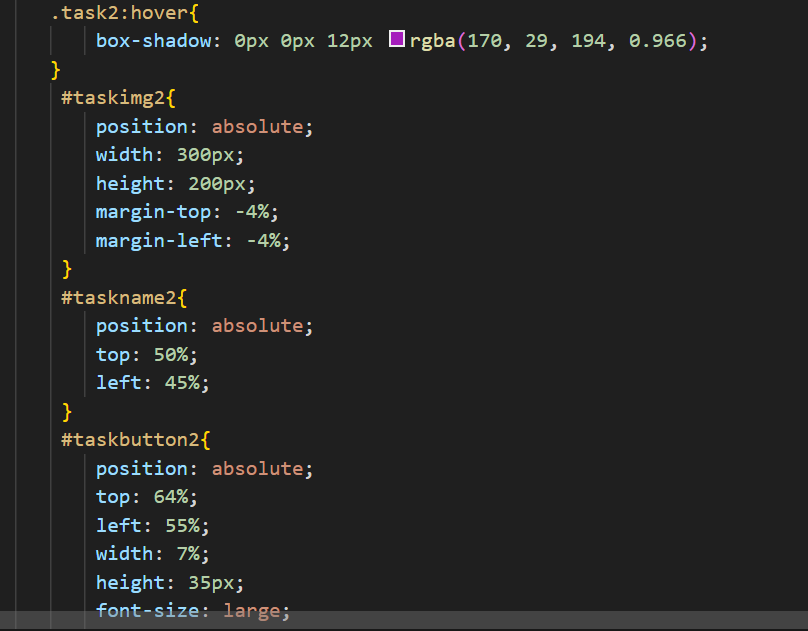 .task2:hover{
box-shadow: 0px 0px 12px rgba(170, 29, 194, 0.966);
}
#taskimg2{
position: absolute;
width: 300px;
height: 200px;
margin-top: -4%;
margin-left: -4%;
}
#taskname2{
position: absolute;
top: 50%;
left: 45%;
}
#taskbutton2{
position: absolute;
top: 64%;
left: 55%;
width: 7%;
height: 35px;
font-size: large;